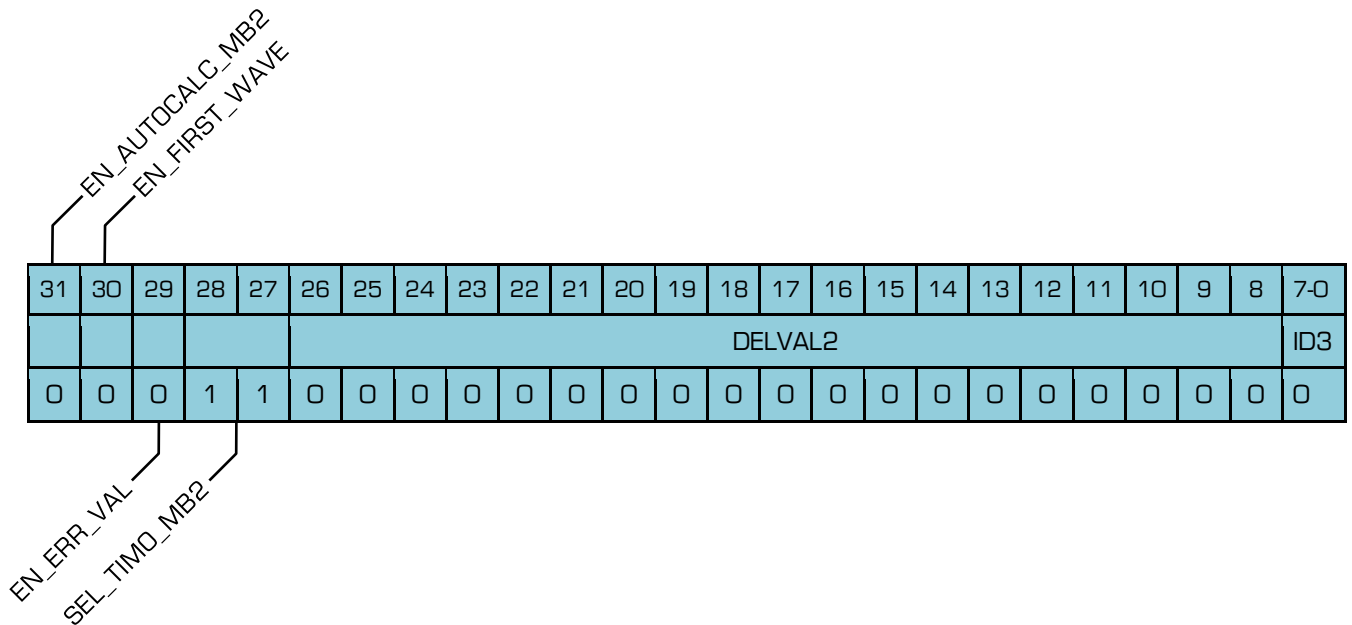 EN_AUTOCALC_MB2
EN_FIRST_WAVE
31 30 29 28 27 26 25 24 23 22 21 20 19 18 17 16 15 14 13 12 11 10 9 8 7-0
DELVAL2 ID3
0 0 0 1 1 0 0 0 0 0 0 0 0 0 0 0 0 0 0 0 0 0 0 0 0
EN_ERR_VAL
SEL_TIMO_MB2